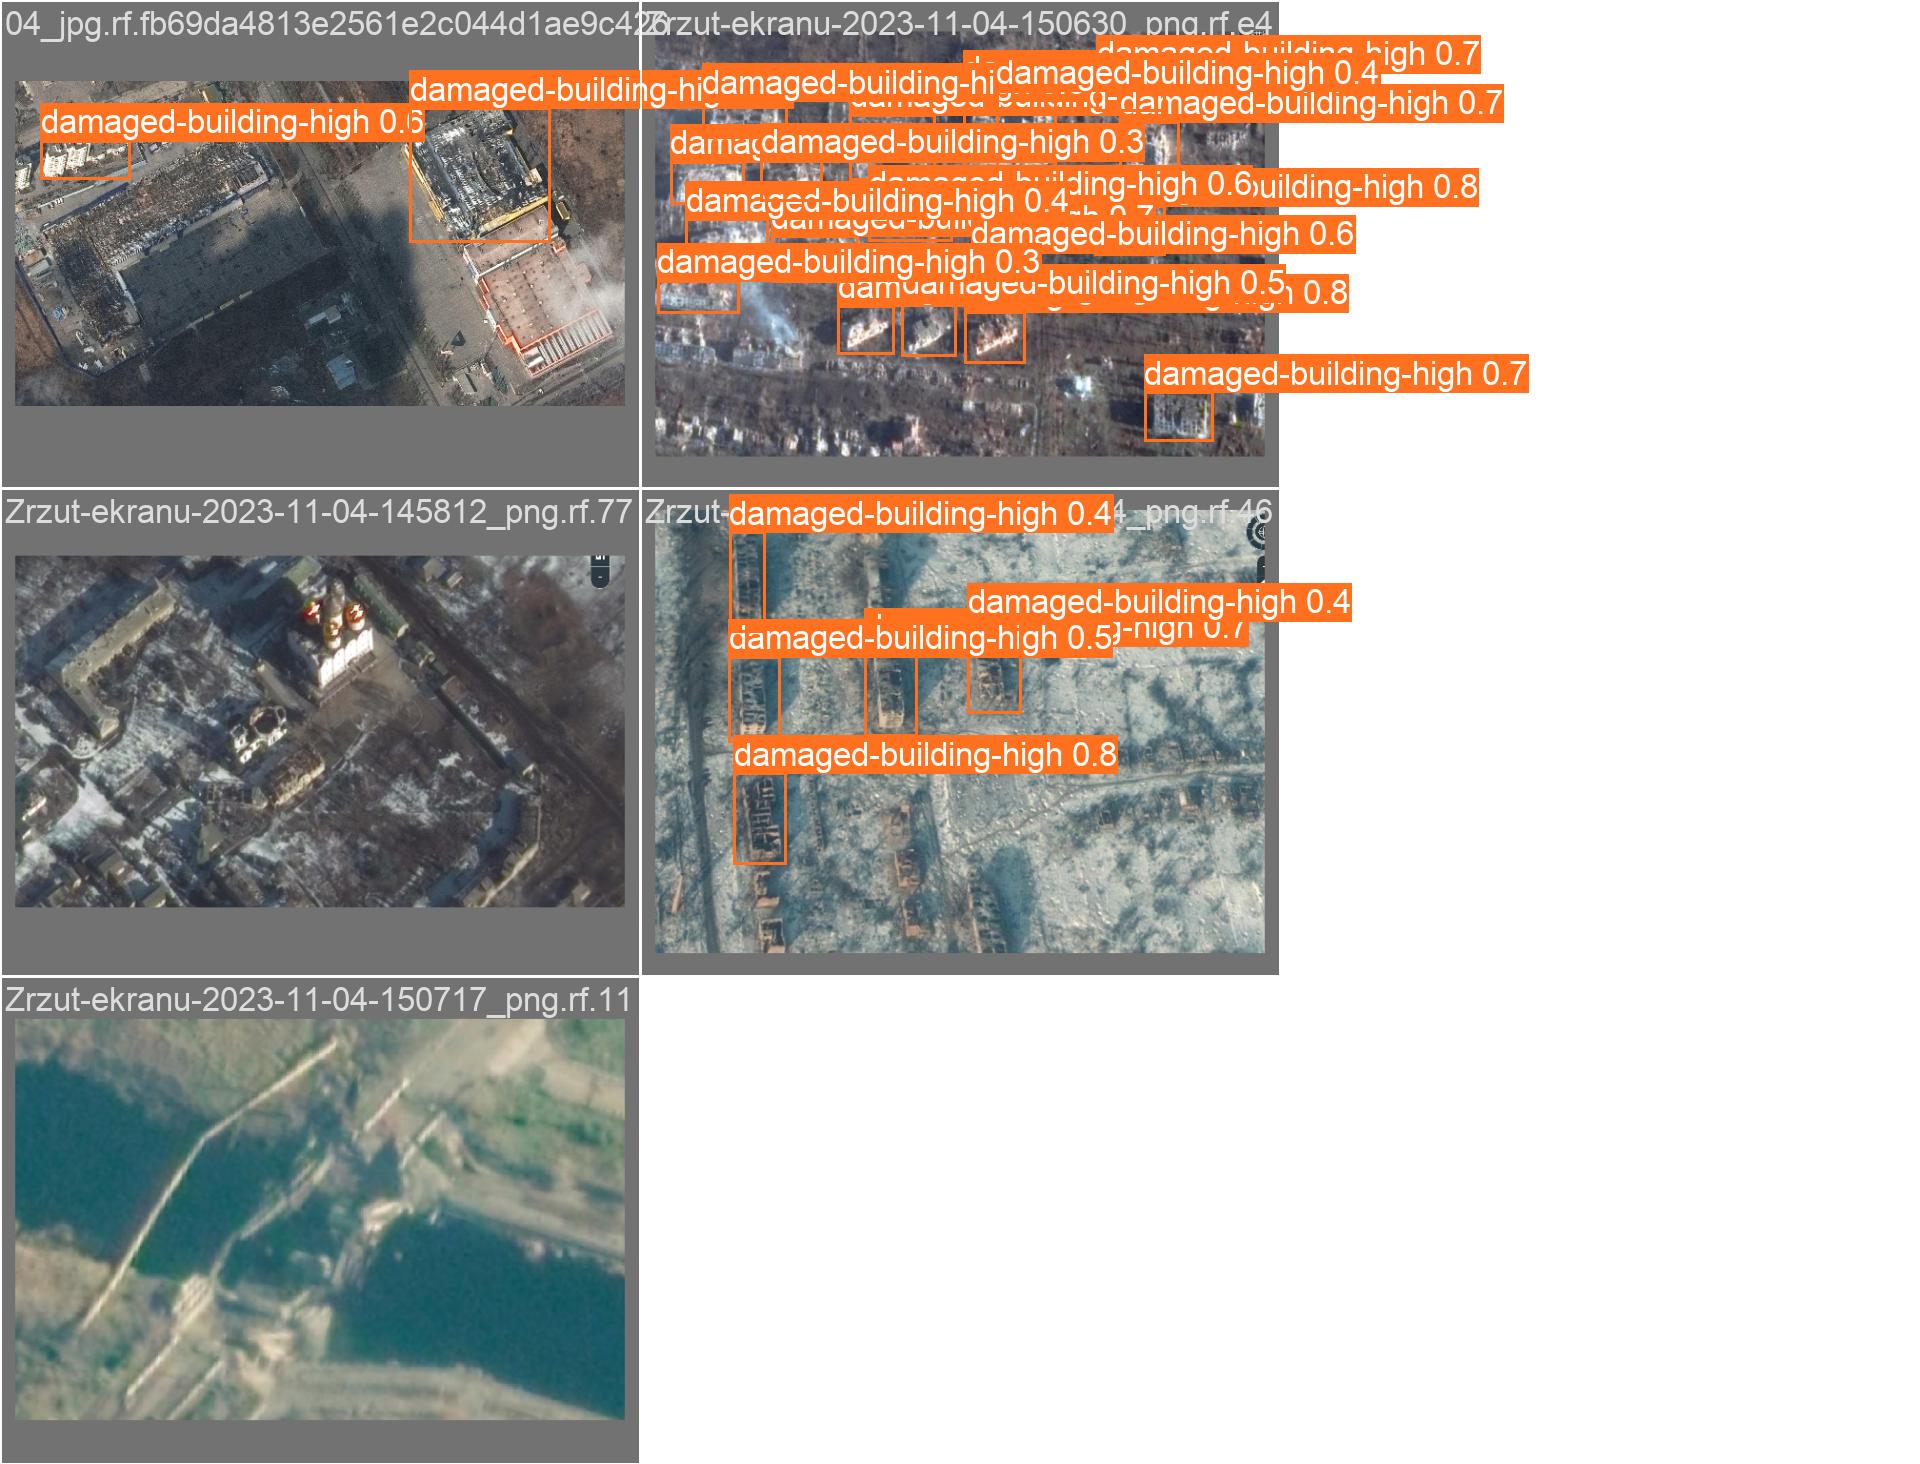 04_jpg.rf.fb69da4813e2561e2c044d1ae9c426
damaged-building-high 0.6
damaged-building-hi
Zrzut-ekranu-2023-11-04-150630_png.rf.e4
damaged-building-high 0.7
damaged-building-high 0.4
damaged-building-hi
damaged-building-high 0.7
damaged-building-high 0.3
damaged-building-high 0.6
building-high 0.8
damaged-building-high 0.4
damaged-building-high 0.6
damaged-building-high 0.3
damaged-building-high 0.5
high 0.8
damaged-building-high 0.7
Zrzut-ekranu-2023-11-04-145812_png.rf.77
Zrzut-
4_png.rf.46
damaged-building-high 0.4
damaged-building-high 0.4
g-high 0.7
damaged-building-high 0.5
damaged-building-high 0.8
Zrzut-ekranu-2023-11-04-150717_png.rf.11